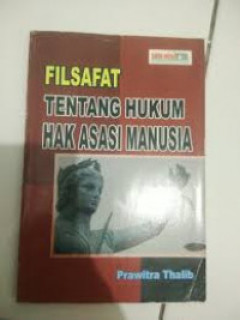 FILSAFAT
TENTANG HUKUM
HAK ASASI MANUSIA
Prawitra Thalib